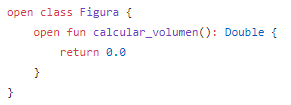 open class Figura {
    open fun calcular_volumen(): Double {
        return 0.0
    }
}